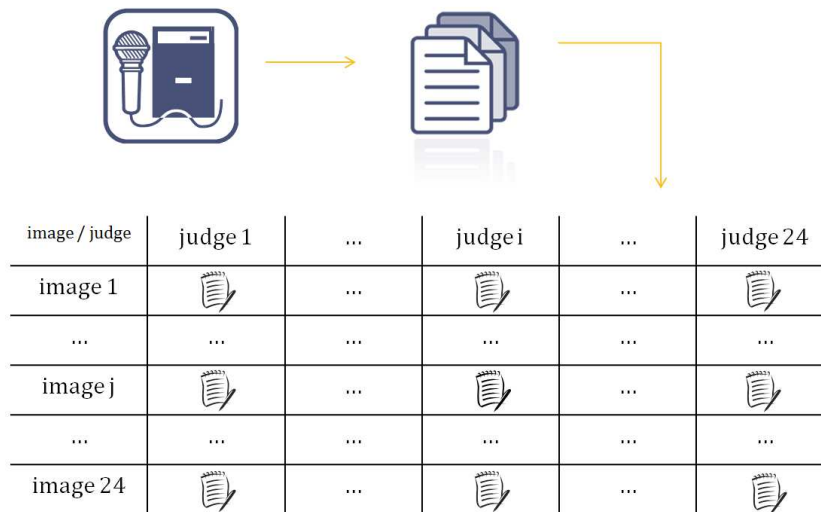 image / judge judge 1 ... judge i ... judge 24
image 1 ... ...
... ... ... ... ... ...
image j ... ...
... ... ... ... ... ...
image 24 ... ...